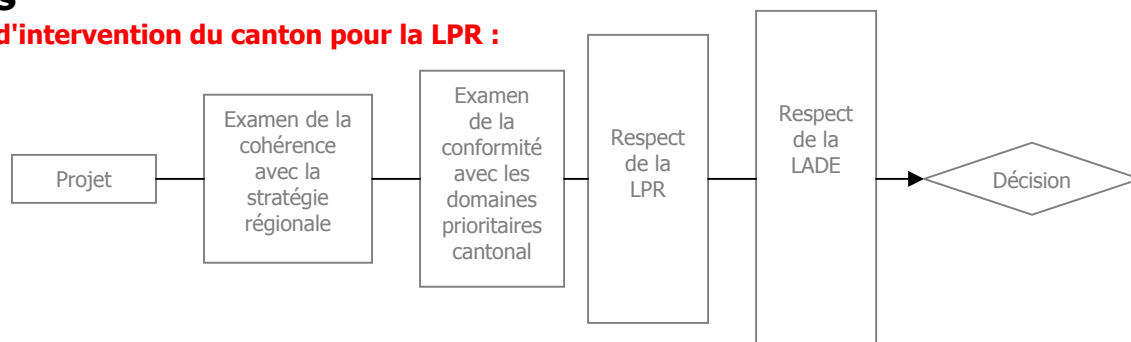 d'intervention du canton pour la LPR :
Projet
Examen de la
cohérence
avec la
stratégie
régionale
Examen
de la
conformité
avec les
domaines
prioritaires
cantonal
Respect
de la
LPR
Respect
de la
LADE
Décision